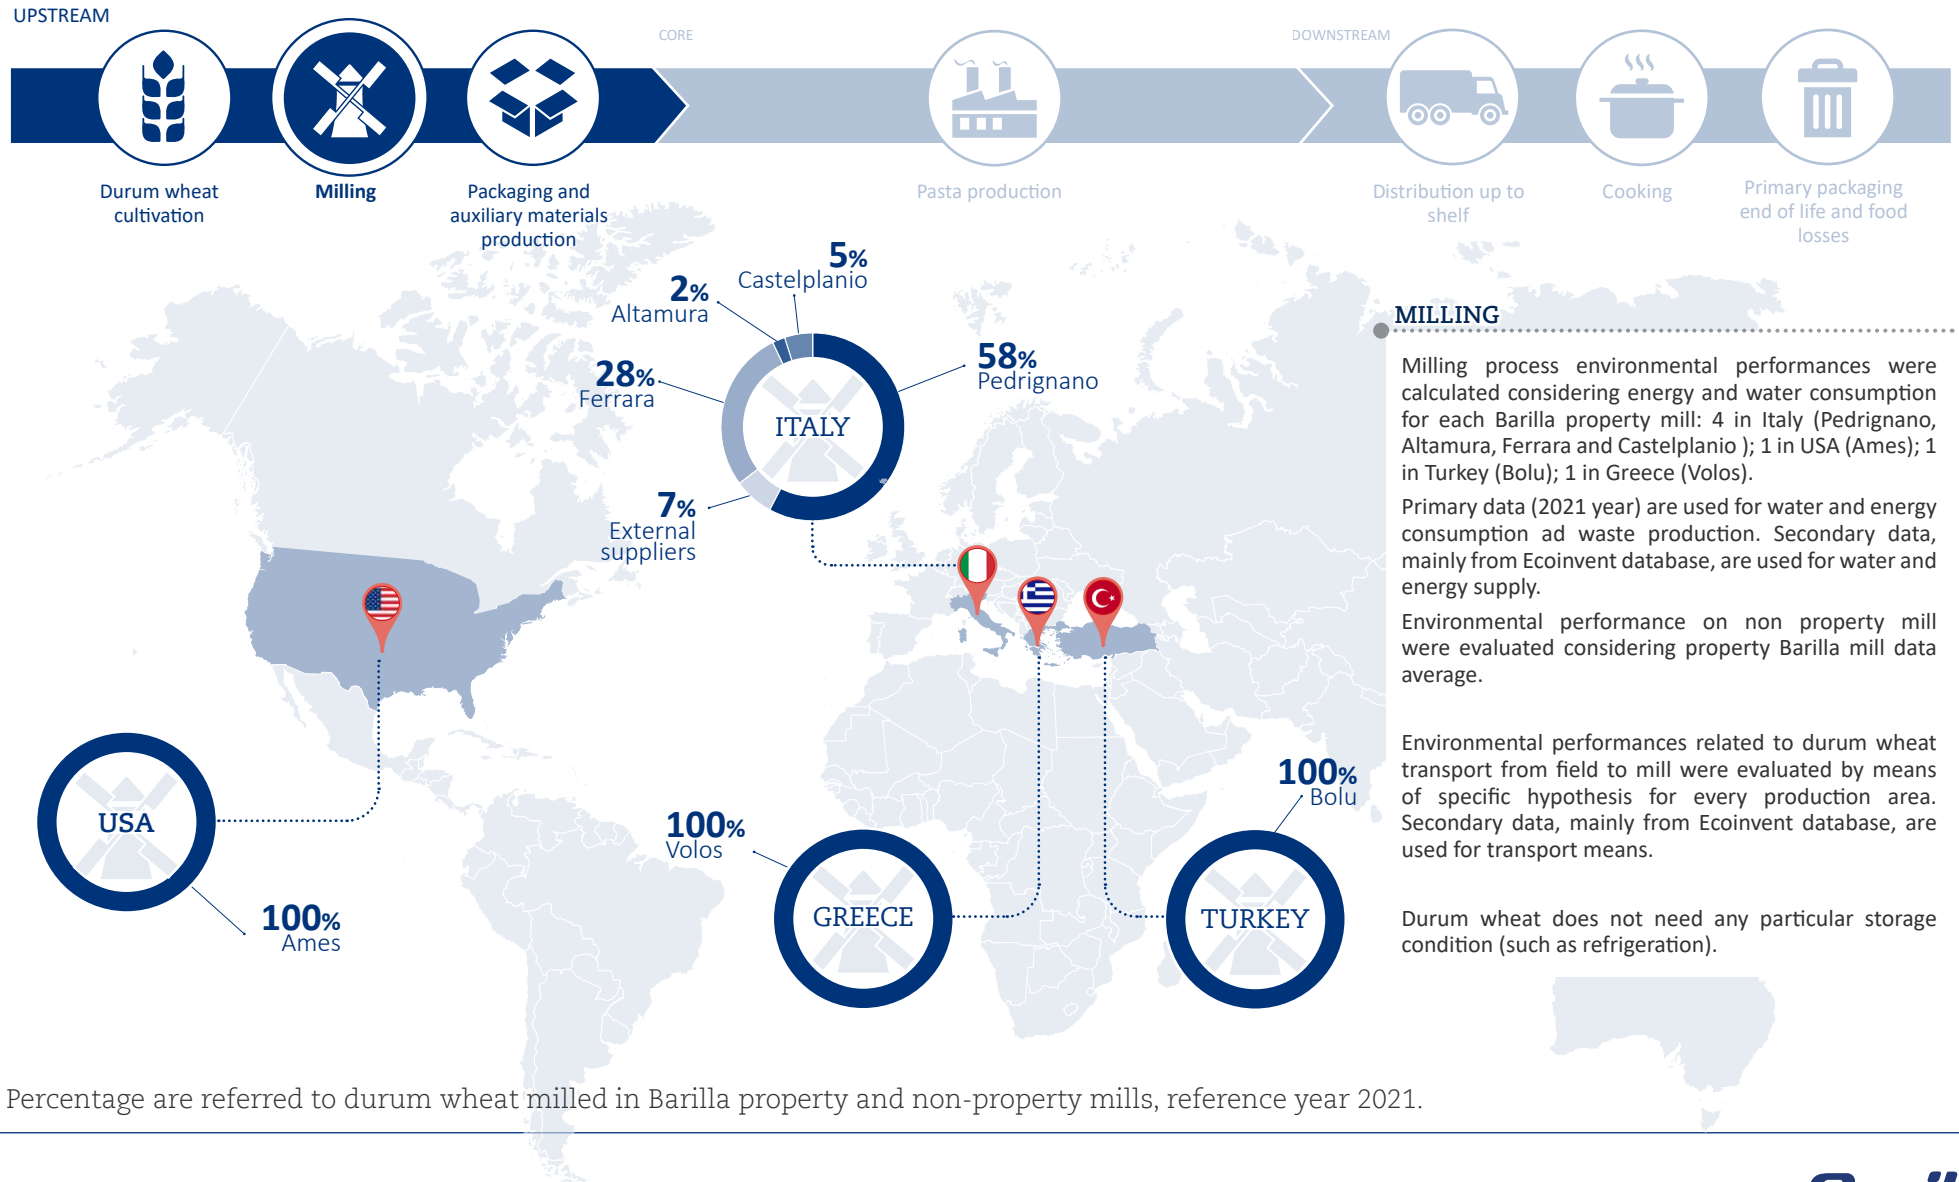 UPSTREAM
CORE
DOWNSTREAM
Durum wheat
cultivation
Milling
Packaging and
auxiliary materials
production
Pasta production
Distribution up to
shelf
Cooking
Primary packaging
end of life and food
losses
5%
Castelplanio
2%
Altamura
28%
Ferrara
58%
Pedrignano
ITALY
7%
External
suppliers
USA
100%
Ames
100%
Volos
GREECE
100%
Bolu
TURKEY
MILLING
Milling process environmental performances were
calculated considering energy and water consumption
for each Barilla property mill: 4 in Italy (Pedrignano,
Altamura, Ferrara and Castelplanio ); 1 in USA (Ames); 1
in Turkey (Bolu); 1 in Greece (Volos).
Primary data (2021 year) are used for water and energy
consumption ad waste production. Secondary data,
mainly from Ecoinvent database, are used for water and
energy supply.
Environmental performance on non property mill
were evaluated considering property Barilla mill data
average.
Environmental performances related to durum wheat
transport from field to mill were evaluated by means
of specific hypothesis for every production area.
Secondary data, mainly from Ecoinvent database, are
used for transport means.
Durum wheat does not need any particular storage
condition (such as refrigeration).
Percentage are referred to durum wheat milled in Barilla property and non-property mills, reference year 2021.